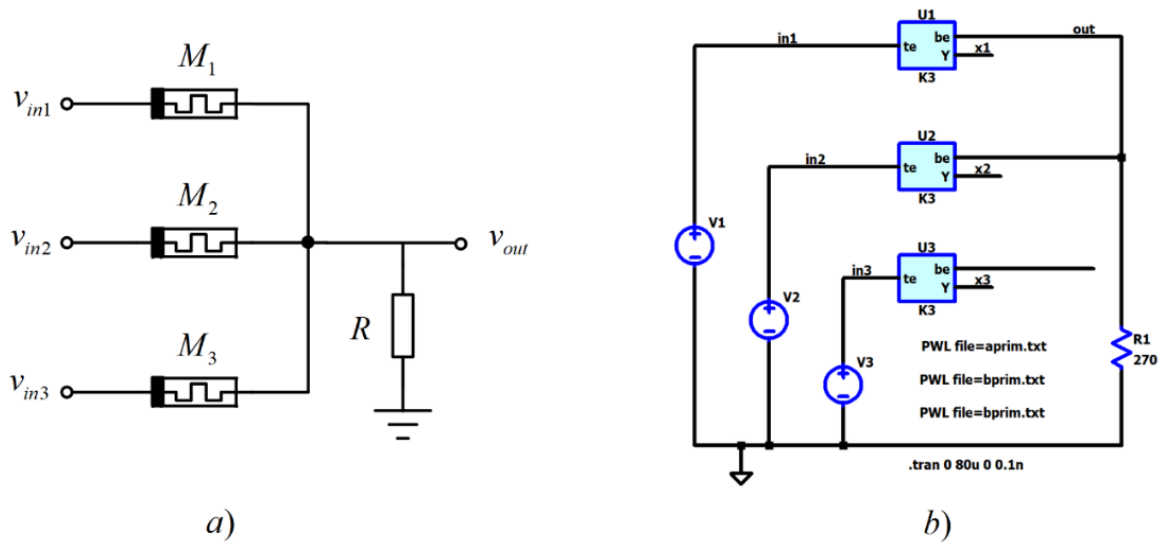 M1
vin1
M2
vin2
vout
M3
R
vin3
a)
U1
in1
te
be
Y
out
x1
K3
U2
in2
te
be
Y
x2
K3
V1
U3
in3
te
be
Y
x3
K3
V2
V3
PWL file=aprim.txt
PWL file=bprim.txt
PWL file=bprim.txt
R1
270
.tran 0 80u 0 0.1n
b)